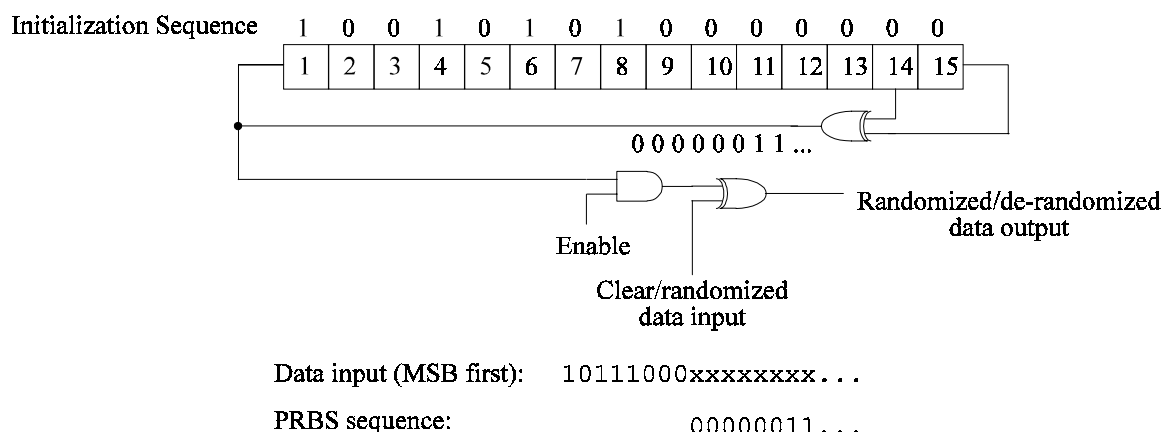 Initialization Sequence 1 0 0 1 0 1 0 1 0 0 0 0 0 0 0
1 2 3 4 5 6 7 8 9 10 11 12 13 14 15
0 0 0 0 0 0 1 1 ...
Randomized/de-randomized
data output
Enable
Clear/randomized
data input
Data input (MSB first): 10111000xxxxxxxx...
PRBS sequence: 00000011...